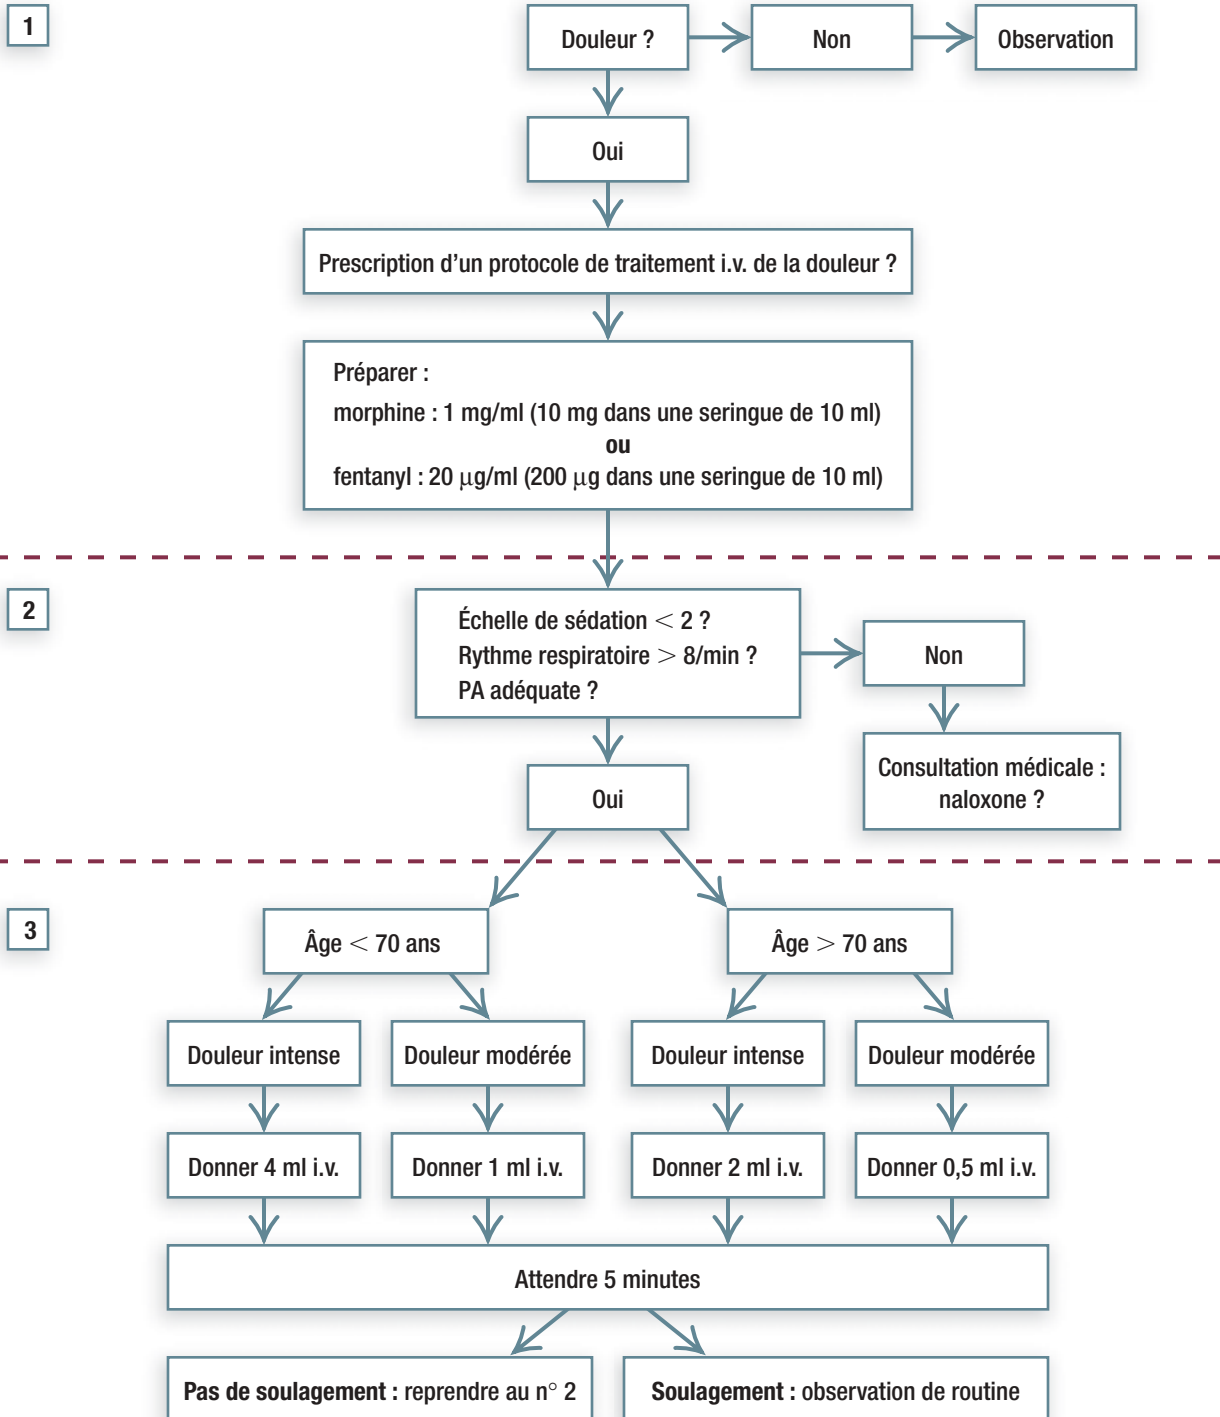 1
Douleur ?
Non
Observation
Oui
Prescription d'un protocole de traitement i.v. de la douleur ?
Préparer :
morphine : 1 mg/ml (10 mg dans une seringue de 10 ml)
ou
fentanyl : 20 μg/ml (200 μg dans une seringue de 10 ml)
2
Échelle de sédation < 2 ?
Rythme respiratoire > 8/min ?
PA adéquate ?
Non
Consultation médicale :
naloxone ?
Oui
3
Âge < 70 ans
Âge > 70 ans
Douleur intense
Douleur modérée
Douleur intense
Douleur modérée
Donner 4 ml i.v.
Donner 1 ml i.v.
Donner 2 ml i.v.
Donner 0,5 ml i.v.
Attendre 5 minutes
Pas de soulagement : reprendre au n° 2
Soulagement : observation de routine